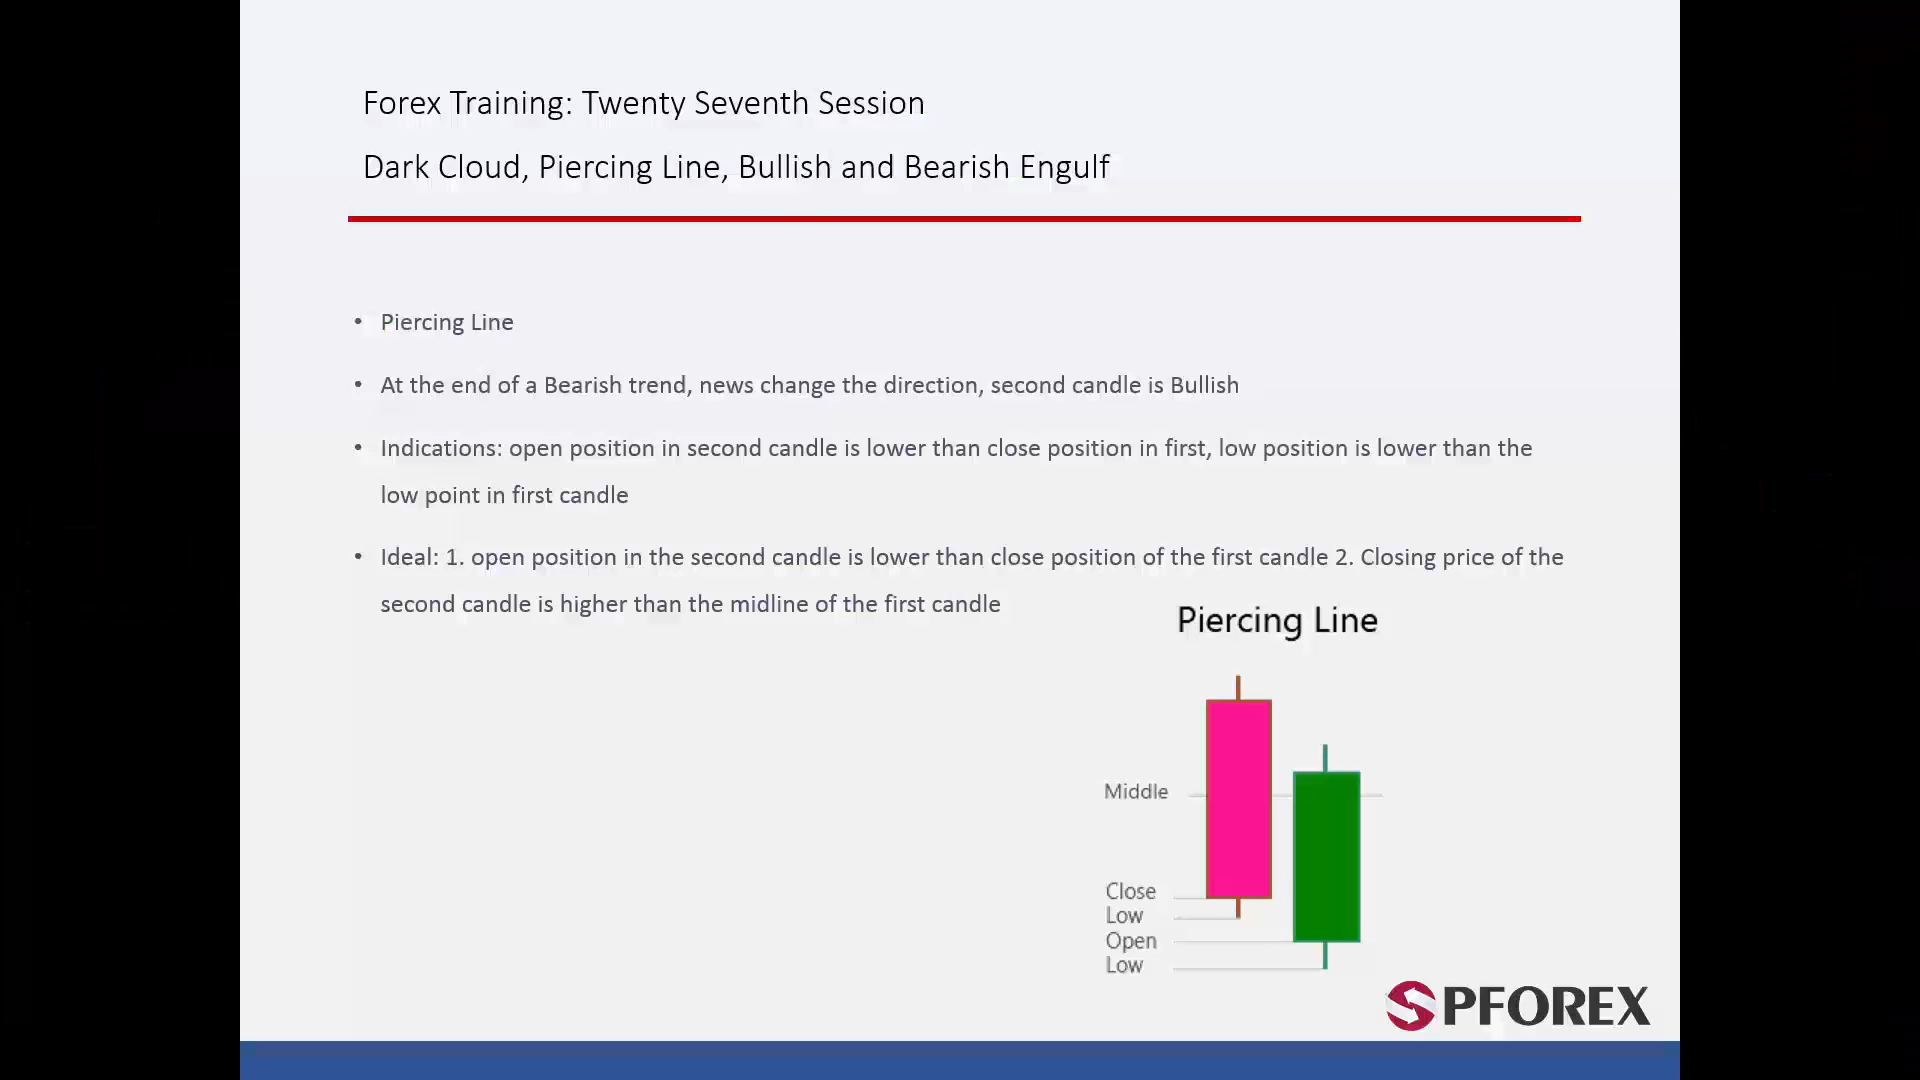 Forex Training: Twenty Seventh Session
Dark Cloud, Piercing Line, Bullish and Bearish Engulf
• Piercing Line
• At the end of a Bearish trend, news change the direction, second candle is Bullish
• Indications: open position in second candle is lower than close position in first, low position is lower than the
low point in first candle
• Ideal: 1. open position in the second candle is lower than close position of the first candle 2. Closing price of the
second candle is higher than the midline of the first candle
Piercing Line
Middle
Close
Low
Open
Low
SPFOREX